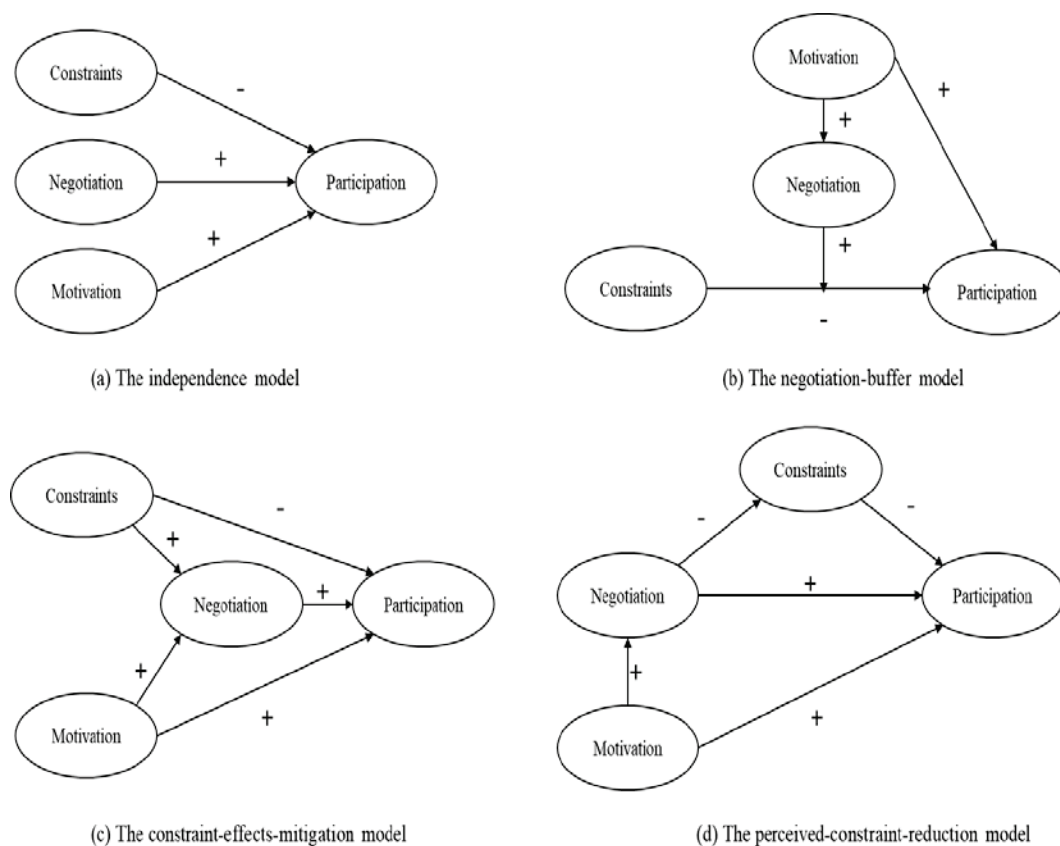 Constraints
-
Negotiation
+
Participation
+
Motivation
(a) The independence model
Motivation
+
+
Negotiation
+
Constraints
Participation
-
(b) The negotiation-buffer model
Constraints
-
+
Negotiation
+
Participation
+
+
Motivation
(c) The constraint-effects-mitigation model
Constraints
-
-
Negotiation
+
Participation
+
+
Motivation
(d) The perceived-constraint-reduction model